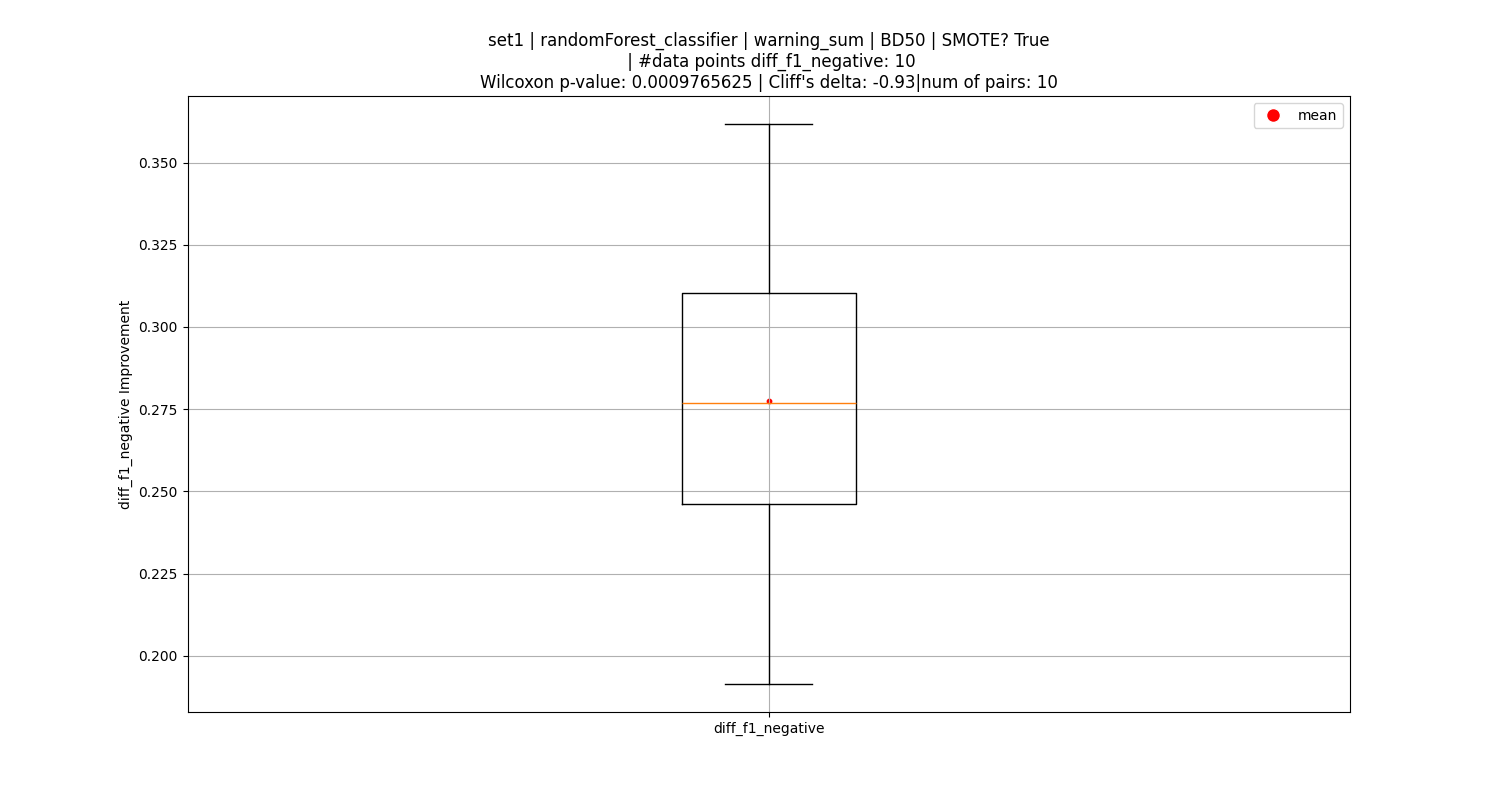 set1 | randomForest_classifier | warning_sum | BD50 | SMOTE? True
| #data points diff_f1_negative: 10
Wilcoxon p-value: 0.0009765625 | Cliff's delta: -0.93|num of pairs: 10
mean
0.350
0.325
0.300
0.275
0.250
0.225
0.200
diff_f1_negative Improvement
diff_f1_negative